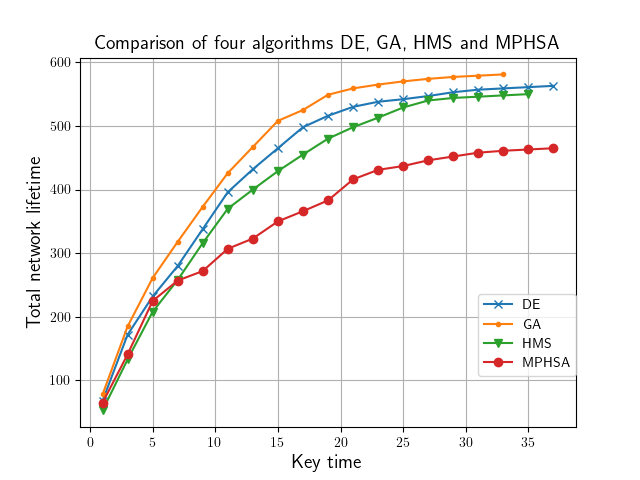 Comparison of four algorithms DE, GA, HMS and MPHSA
600
500
400
300
200
100
Total network lifetime
0 5 10 15 20 25 30 35
Key time
DE
GA
HMS
MPHSA